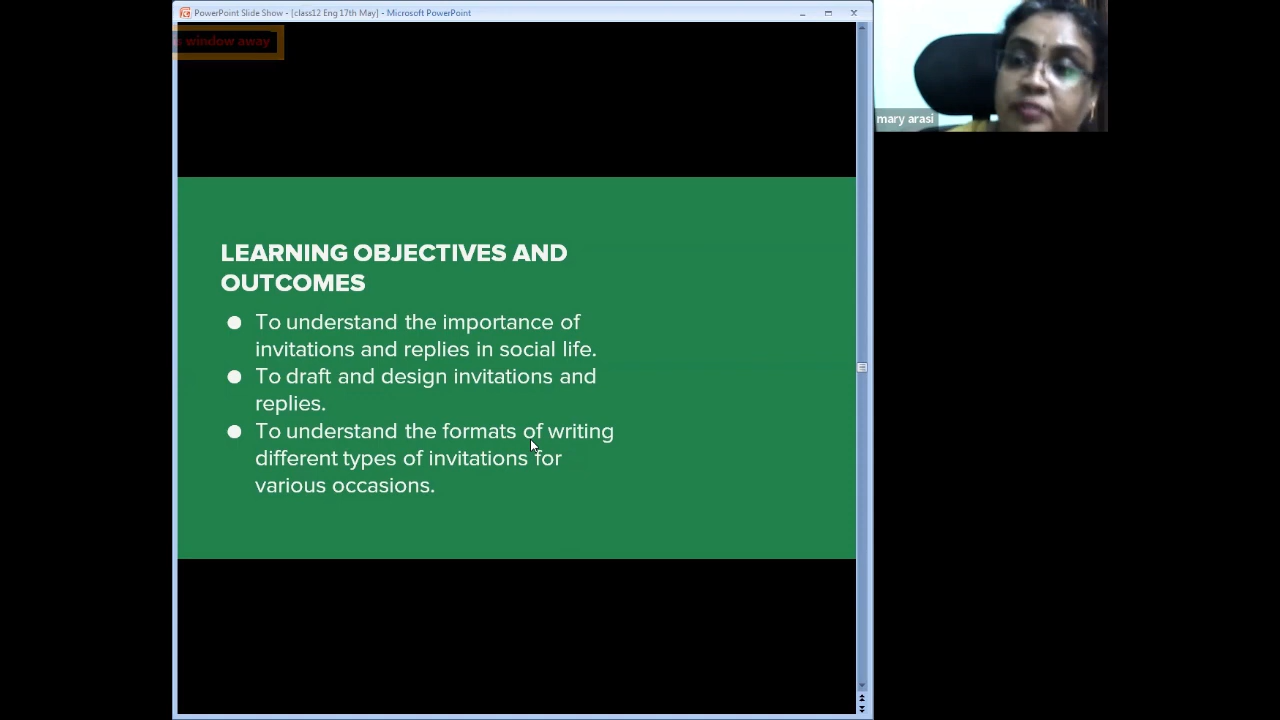 PowerPoint Slide Show - [class12 Eng 17th May] - Microsoft PowerPoint
window away
mary arasi
LEARNING OBJECTIVES AND
OUTCOMES
● To understand the importance of
invitations and replies in social life.
● To draft and design invitations and
replies.
● To understand the formats of writing
different types of invitations for
various occasions.